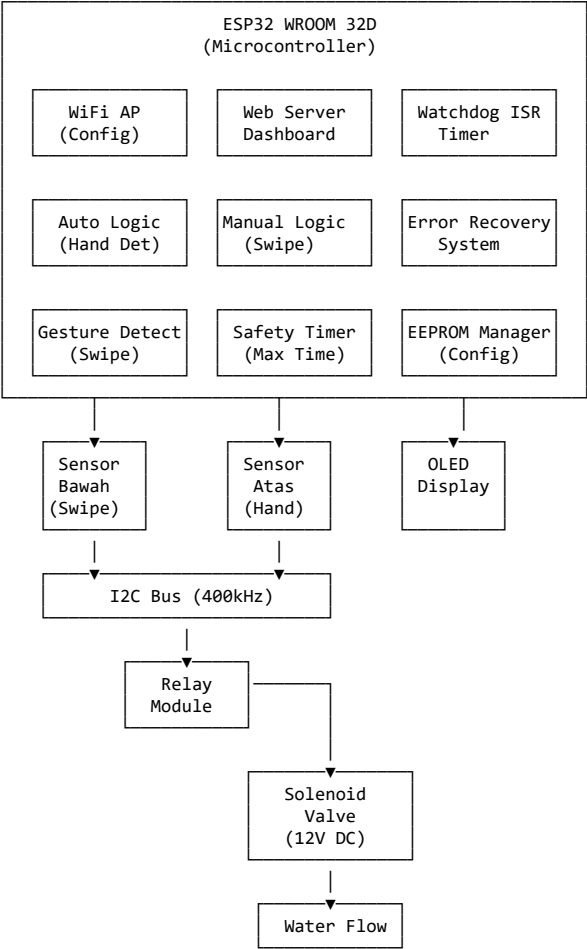 ESP32 WROOM 32D
(Microcontroller)
WiFi AP
(Config)
Web Server
Dashboard
Watchdog ISR
Timer
Auto Logic
(Hand Det)
Manual Logic
(Swipe)
Error Recovery
System
Gesture Detect
(Swipe)
Safety Timer
(Max Time)
EEPROM Manager
(Config)
Sensor
Bawah
(Swipe)
Sensor
Atas
(Hand)
OLED
Display
I2C Bus (400kHz)
Relay
Module
Solenoid
Valve
(12V DC)
Water Flow